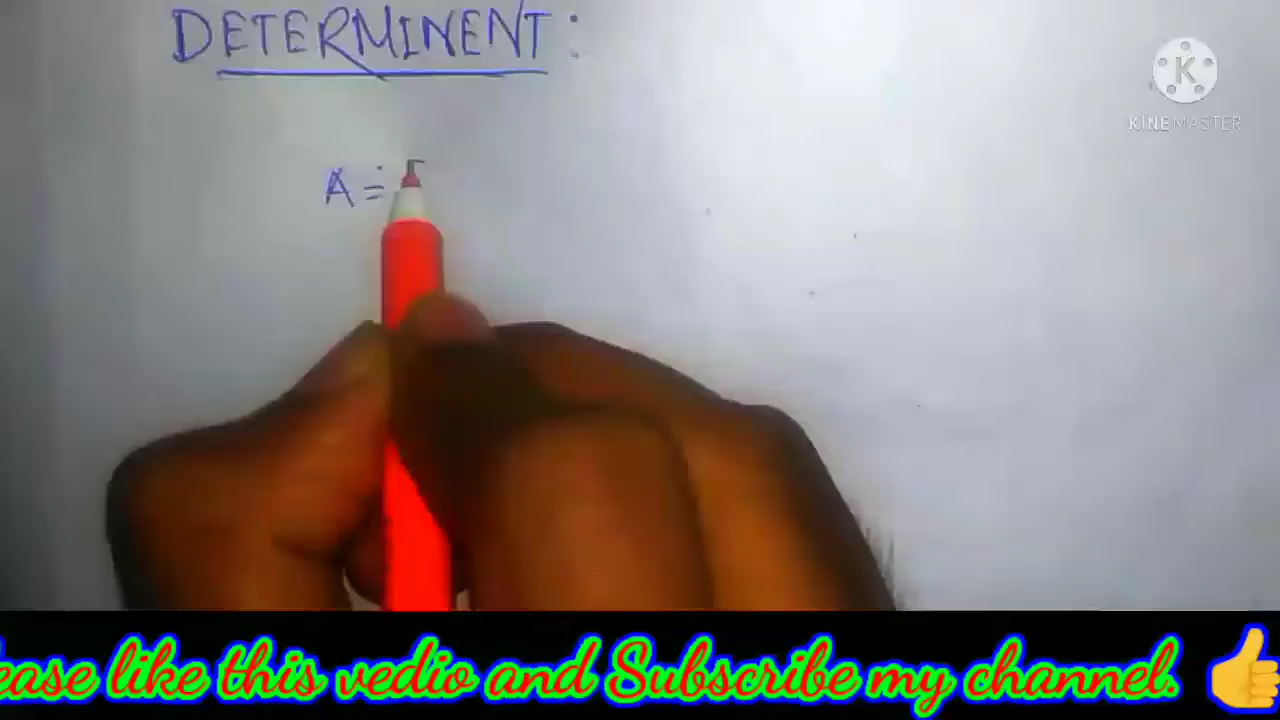 DETERMINENT :
K
KINEMASTER
A =
ease like this vedio and Subscribe my channel.